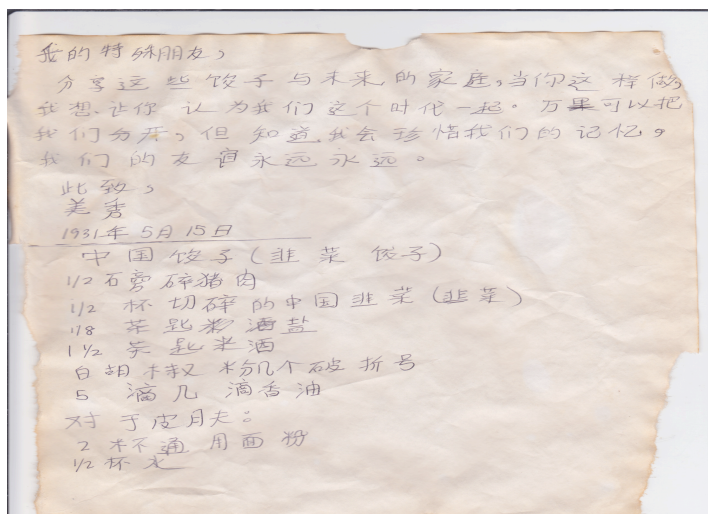 我的特殊朋友,
分享这些饺子与未来的家庭,当你这样做,
我想让你认为我们这个时代一起。万里可以把
我们分开,但知道我会珍惜我们的记忆,
我们的友谊永远永远。
此致,
美秀
1931年5月15日
中国饺子(韭菜饺子)
1/2石膏碎猪肉
1/2 杯切碎的中国韭菜(韭菜)
1/8 茶匙盐
1 1/2 茶匙米酒
白胡椒粉几个破折号
5 滴几滴香油
对于皮肤:
2 杯通用面粉
1/2 杯水